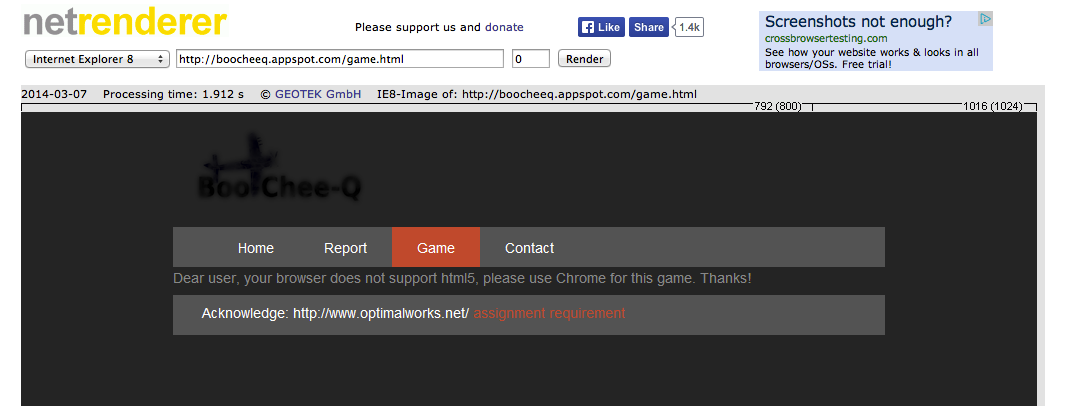 netrenderer
Please support us and donate
Like Share 1.4k
Screenshots not enough?
crossbrowsertesting.com
See how your website works & looks in all
browsers/OSs. Free trial!
Internet Explorer 8 http://boocheeq.appspot.com/game.html 0 Render
2014-03-07 Processing time: 1.912 s © GEOTEK GmbH IE8-Image of: http://boocheeq.appspot.com/game.html
792 (800) 1016 (1024)
Boo-Chee-Q
Home Report Game Contact
Dear user, your browser does not support html5, please use Chrome for this game. Thanks!
Acknowledge: http://www.optimalworks.net/ assignment requirement